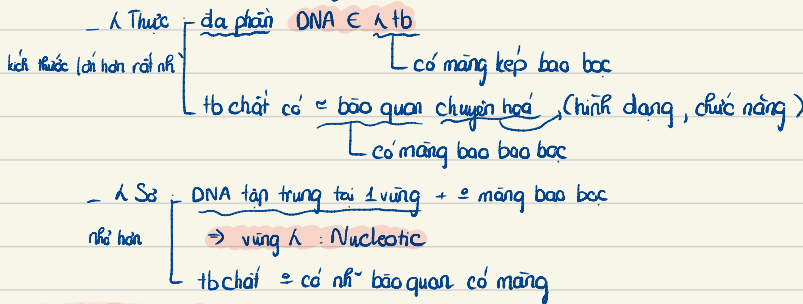 _ λ Thực - đa phần DNA ∈ λ tb
kích thước lớn hơn rất nh`
có màng kép bao bọc
tb chất có ≃ bào quan chuyên hoá (hình dạng, chức năng)
có màng bao bao bọc
_ λ Sơ - DNA tập trung tại 1 vùng + º màng bao bọc
nhỏ hơn
⇒ vùng λ : Nucleotic
tb chất º có nh~ bào quan có màng